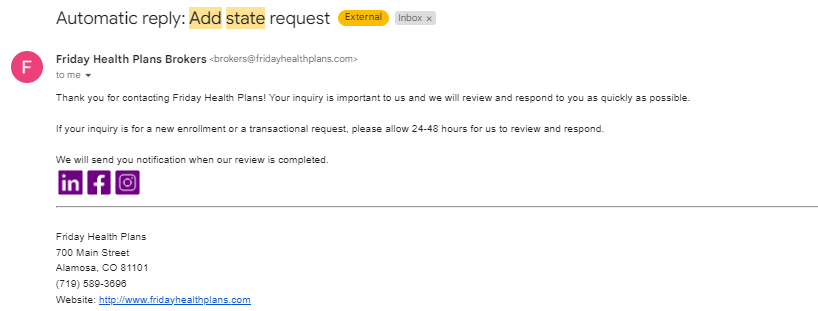 Automatic reply: Add state request External Inbox ×
F
Friday Health Plans Brokers <brokers@fridayhealthplans.com>
to me
Thank you for contacting Friday Health Plans! Your inquiry is important to us and we will review and respond to you as quickly as possible.
If your inquiry is for a new enrollment or a transactional request, please allow 24-48 hours for us to review and respond.
We will send you notification when our review is completed.
in f
Friday Health Plans
700 Main Street
Alamosa, CO 81101
(719) 589-3696
Website: http://www.fridayhealthplans.com